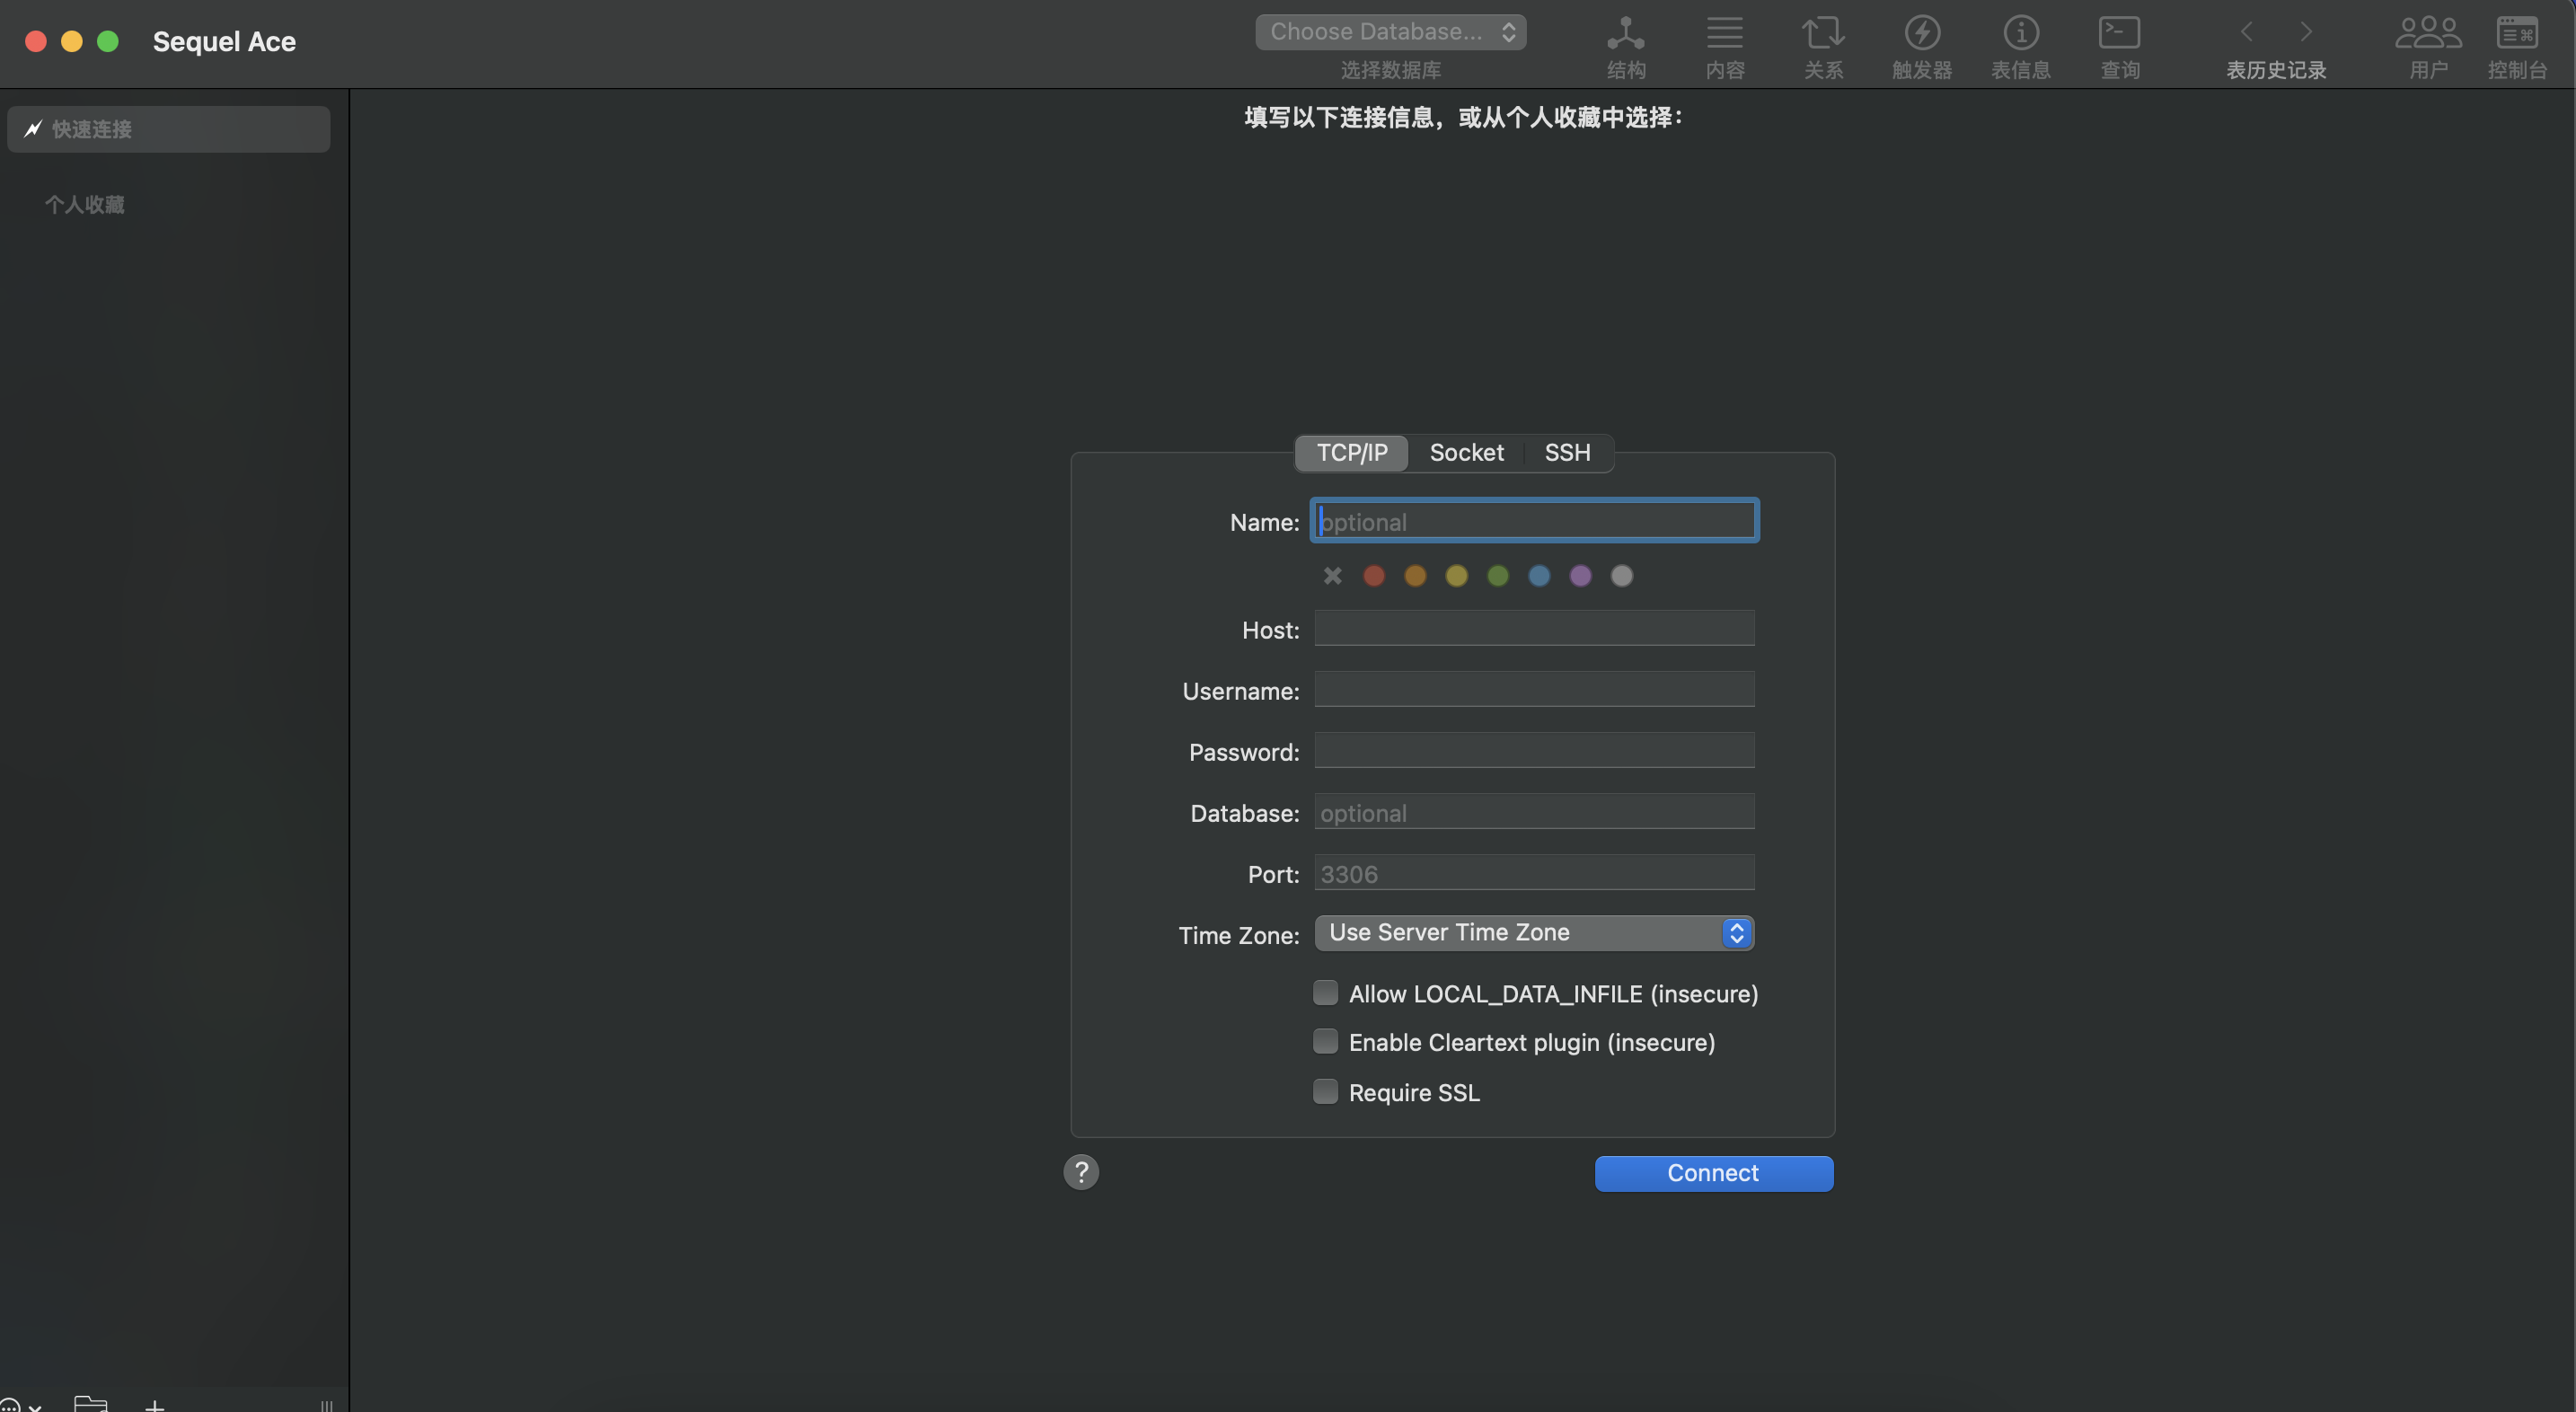 Sequel Ace
Choose Database...
选择数据库
结构
内容
关系
触发器
表信息
查询
表历史记录
用户
控制台
快速连接
个人收藏
填写以下连接信息，或从个人收藏中选择：
TCP/IP
Socket
SSH
Name: optional
Host:
Username:
Password:
Database: optional
Port: 3306
Time Zone: Use Server Time Zone
Allow LOCAL_DATA_INFILE (insecure)
Enable Cleartext plugin (insecure)
Require SSL
?
Connect